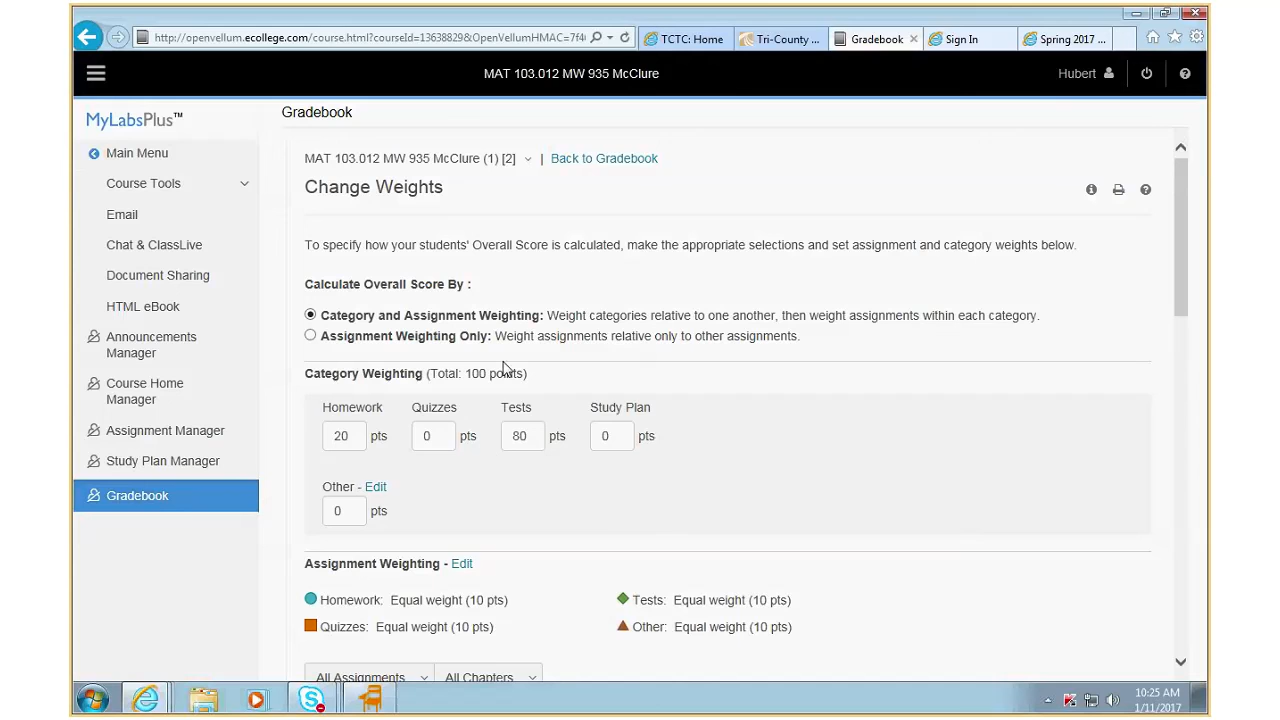 http://openvellum.ecollege.com/course.html?courseId=13638829&OpenVellumHMAC=7f4
TCTC: Home
Tri-County ...
Gradebook
Sign In
Spring 2017 ...
MAT 103.012 MW 935 McClure
Hubert
MyLabsPlus™
Main Menu
Course Tools
Email
Chat & ClassLive
Document Sharing
HTML eBook
Announcements
Manager
Course Home
Manager
Assignment Manager
Study Plan Manager
Gradebook
Gradebook
MAT 103.012 MW 935 McClure (1) [2] | Back to Gradebook
Change Weights
To specify how your students' Overall Score is calculated, make the appropriate selections and set assignment and category weights below.
Calculate Overall Score By :
Category and Assignment Weighting: Weight categories relative to one another, then weight assignments within each category.
Assignment Weighting Only: Weight assignments relative only to other assignments.
Category Weighting (Total: 100 points)
Homework Quizzes Tests Study Plan
20 pts 0 pts 80 pts 0 pts
Other - Edit
0 pts
Assignment Weighting - Edit
Homework: Equal weight (10 pts) Tests: Equal weight (10 pts)
Quizzes: Equal weight (10 pts) Other: Equal weight (10 pts)
All Assignments All Chapters
10:25 AM
1/11/2017